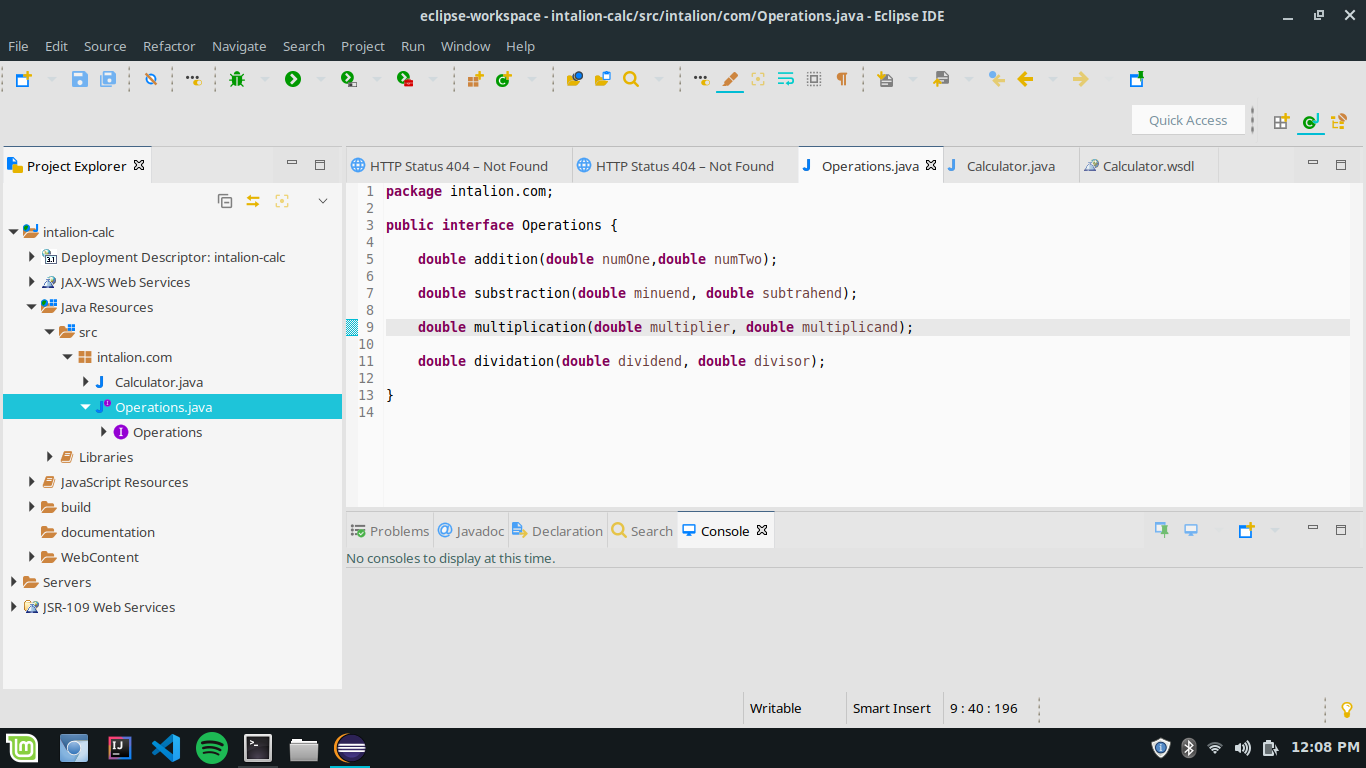 eclipse-workspace - intalion-calc/src/intalion/com/Operations.java - Eclipse IDE
File Edit Source Refactor Navigate Search Project Run Window Help
Quick Access
Project Explorer
intalion-calc
Deployment Descriptor: intalion-calc
JAX-WS Web Services
Java Resources
src
intalion.com
Calculator.java
Operations.java
Operations
Libraries
JavaScript Resources
build
documentation
WebContent
Servers
JSR-109 Web Services
HTTP Status 404 – Not Found HTTP Status 404 – Not Found Operations.java Calculator.java Calculator.wsdl
1 package intalion.com;
2
3 public interface Operations {
4
5 double addition(double numOne,double numTwo);
6
7 double substraction(double minuend, double subtrahend);
8
9 double multiplication(double multiplier, double multiplicand);
10
11 double dividation(double dividend, double divisor);
12
13 }
14
Problems Javadoc Declaration Search Console
No consoles to display at this time.
Writable Smart Insert 9 : 40 : 196
12:08 PM